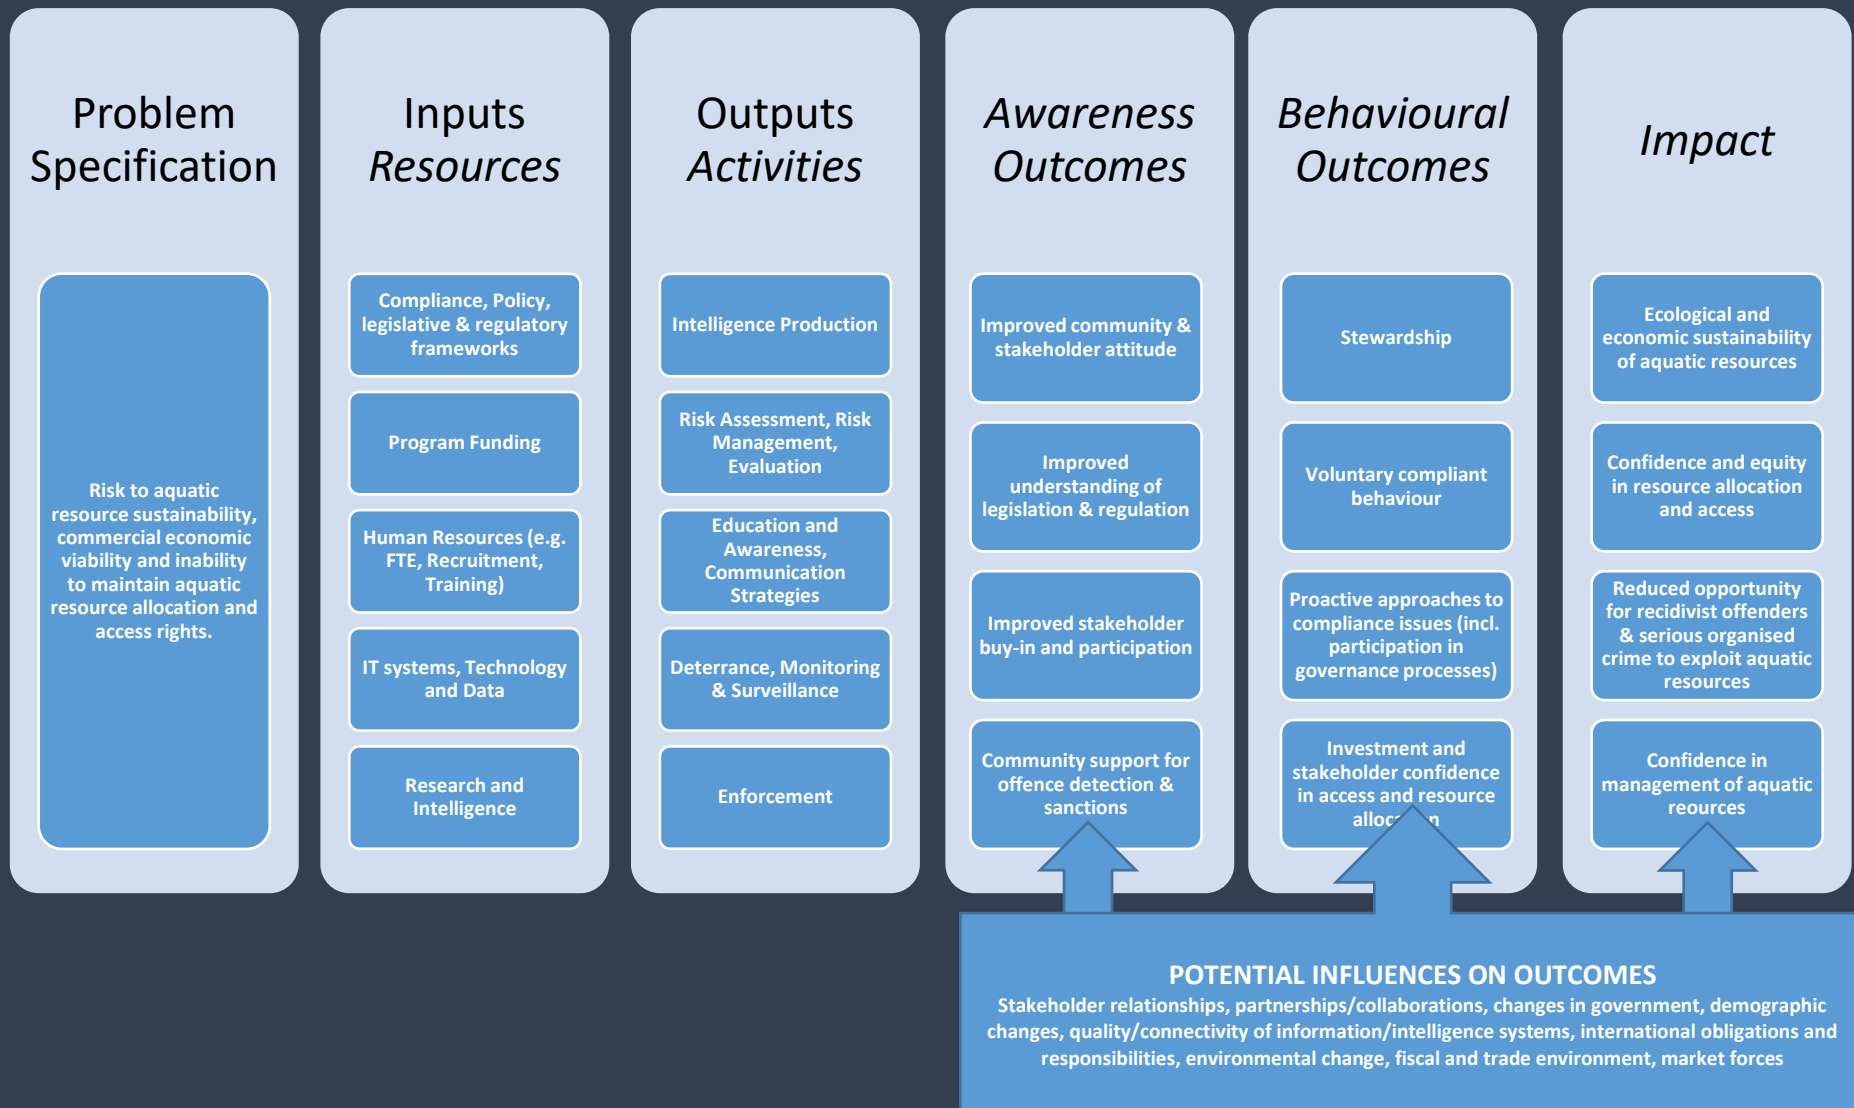 Problem
Specification
Risk to aquatic
resource sustainability,
commercial economic
viability and inability
to maintain aquatic
resource allocation and
access rights.
Inputs
Resources
Compliance, Policy,
legislative & regulatory
frameworks
Program Funding
Human Resources (e.g.
FTE, Recruitment,
Training)
IT systems, Technology
and Data
Research and
Intelligence
Outputs
Activities
Intelligence Production
Risk Assessment, Risk
Management,
Evaluation
Education and
Awareness,
Communication
Strategies
Deterrance, Monitoring
& Surveillance
Enforcement
Awareness
Outcomes
Improved community &
stakeholder attitude
Improved
understanding of
legislation & regulation
Improved stakeholder
buy-in and participation
Community support for
offence detection &
sanctions
Behavioural
Outcomes
Stewardship
Voluntary compliant
behaviour
Proactive approaches to
compliance issues (incl.
participation in
governance processes)
Investment and
stakeholder confidence
in access and resource
Impact
Ecological and
economic sustainability
of aquatic resources
Confidence and equity
in resource allocation
and access
Reduced opportunity
for recidivist offenders
& serious organised
crime to exploit aquatic
resources
Confidence in
management of aquatic
reources
POTENTIAL INFLUENCES ON OUTCOMES
Stakeholder relationships, partnerships/collaborations, changes in government, demographic
changes, quality/connectivity of information/intelligence systems, international obligations and
responsibilities, environmental change, fiscal and trade environment, market forces